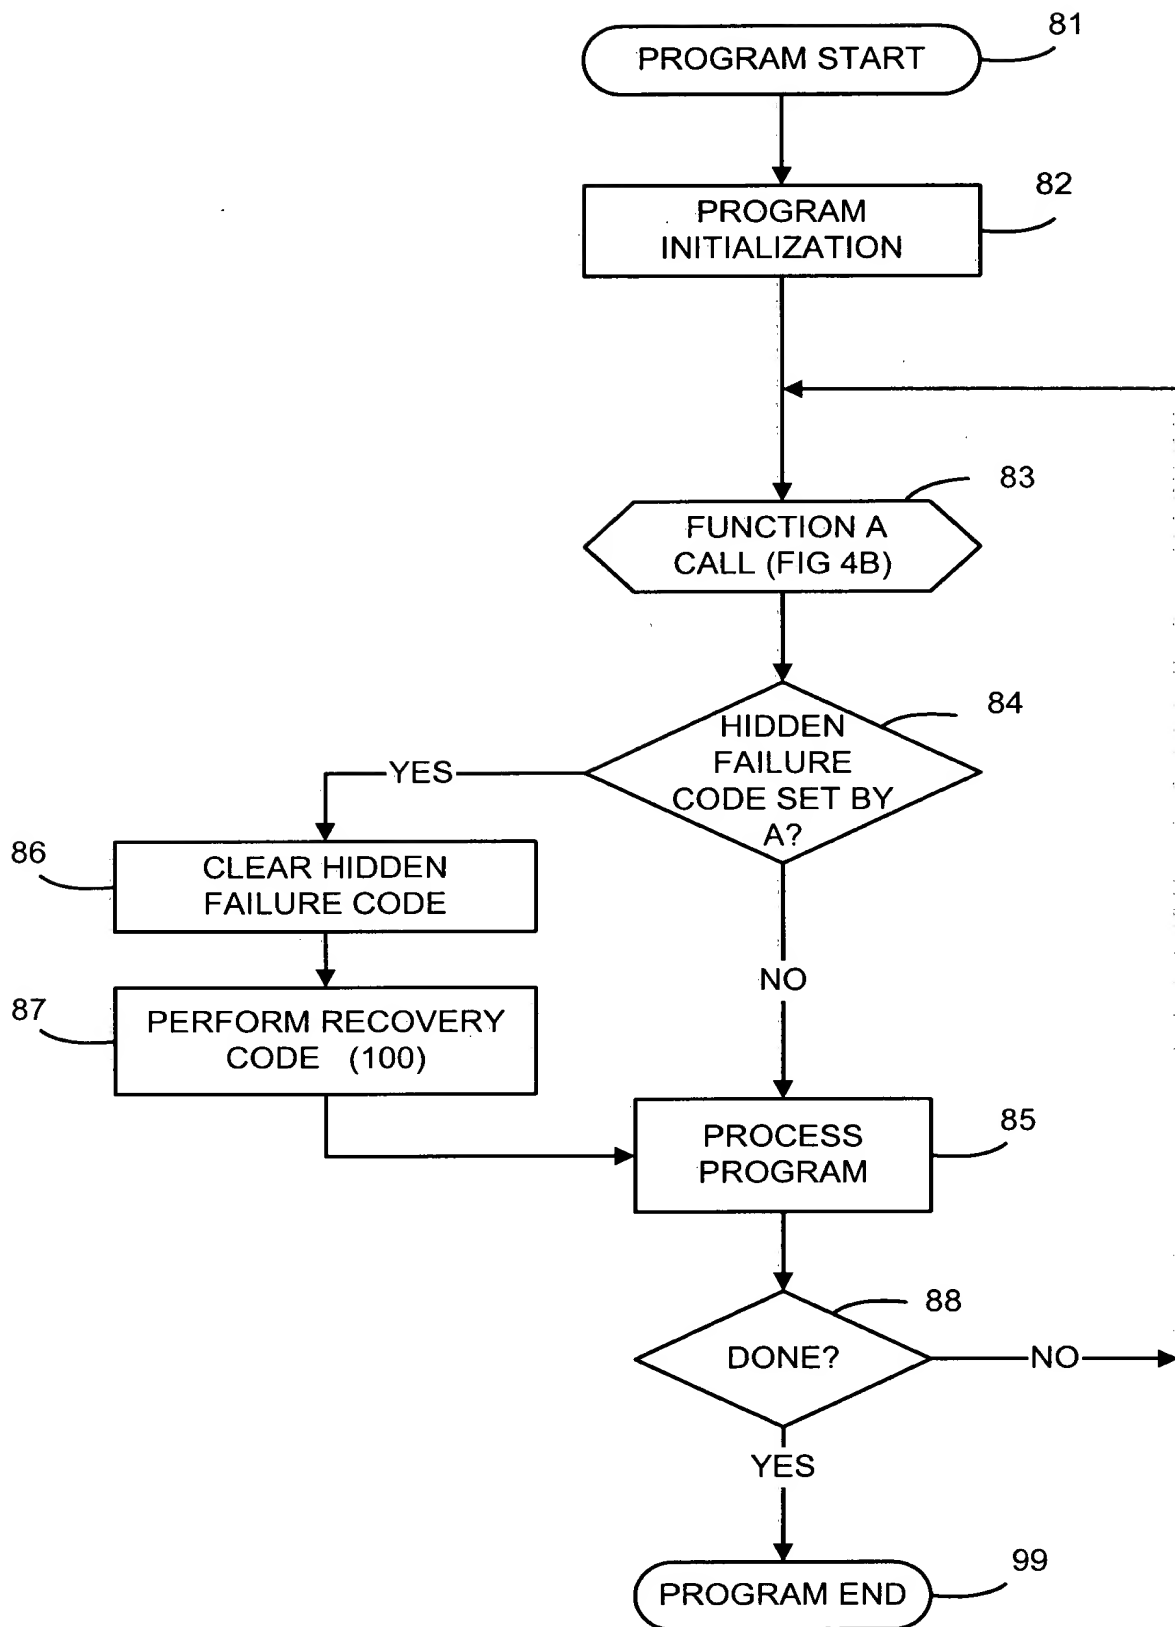 81
PROGRAM START
82
PROGRAM
INITIALIZATION
83
FUNCTION A
CALL (FIG 4B)
84
HIDDEN
FAILURE
CODE SET BY
A?
YES
86
CLEAR HIDDEN
FAILURE CODE
NO
87
PERFORM RECOVERY
CODE (100)
85
PROCESS
PROGRAM
88
DONE?
NO
YES
99
PROGRAM END